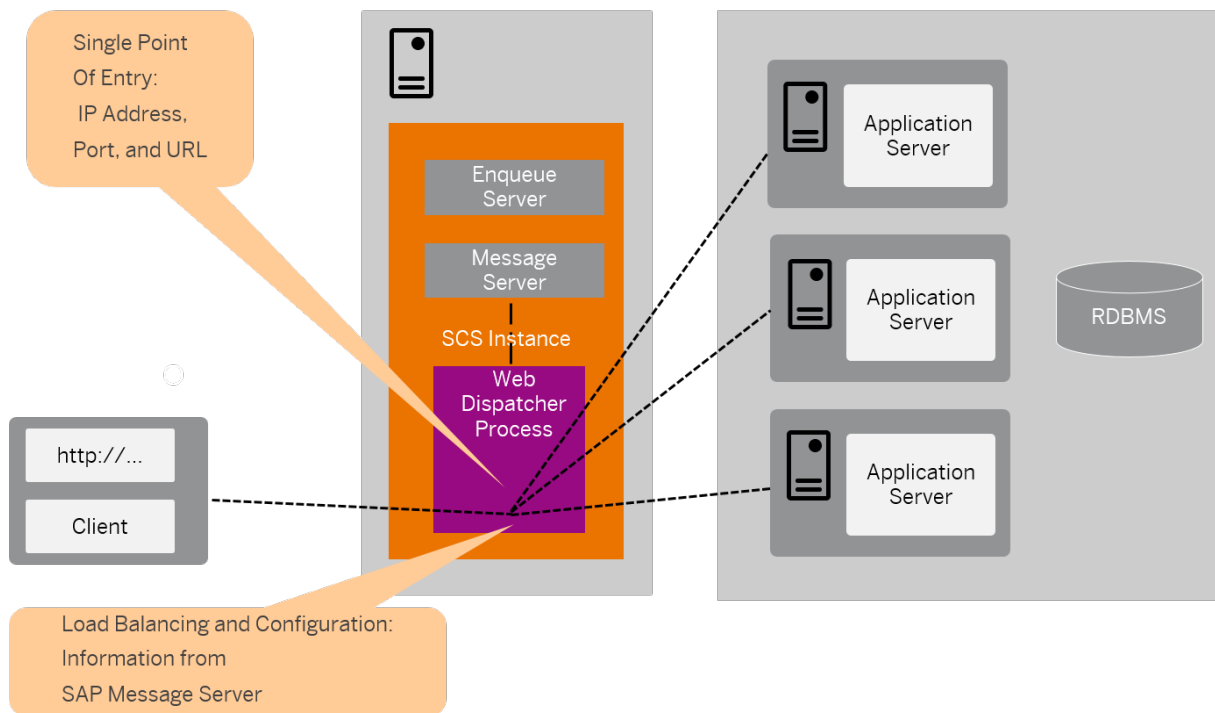 Single Point
Of Entry:
IP Address,
Port, and URL
Enqueue
Server
Message
Server
SCS Instance
Web
Dispatcher
Process
Application
Server
Application
Server
Application
Server
RDBMS
http://...
Client
Load Balancing and Configuration:
Information from
SAP Message Server